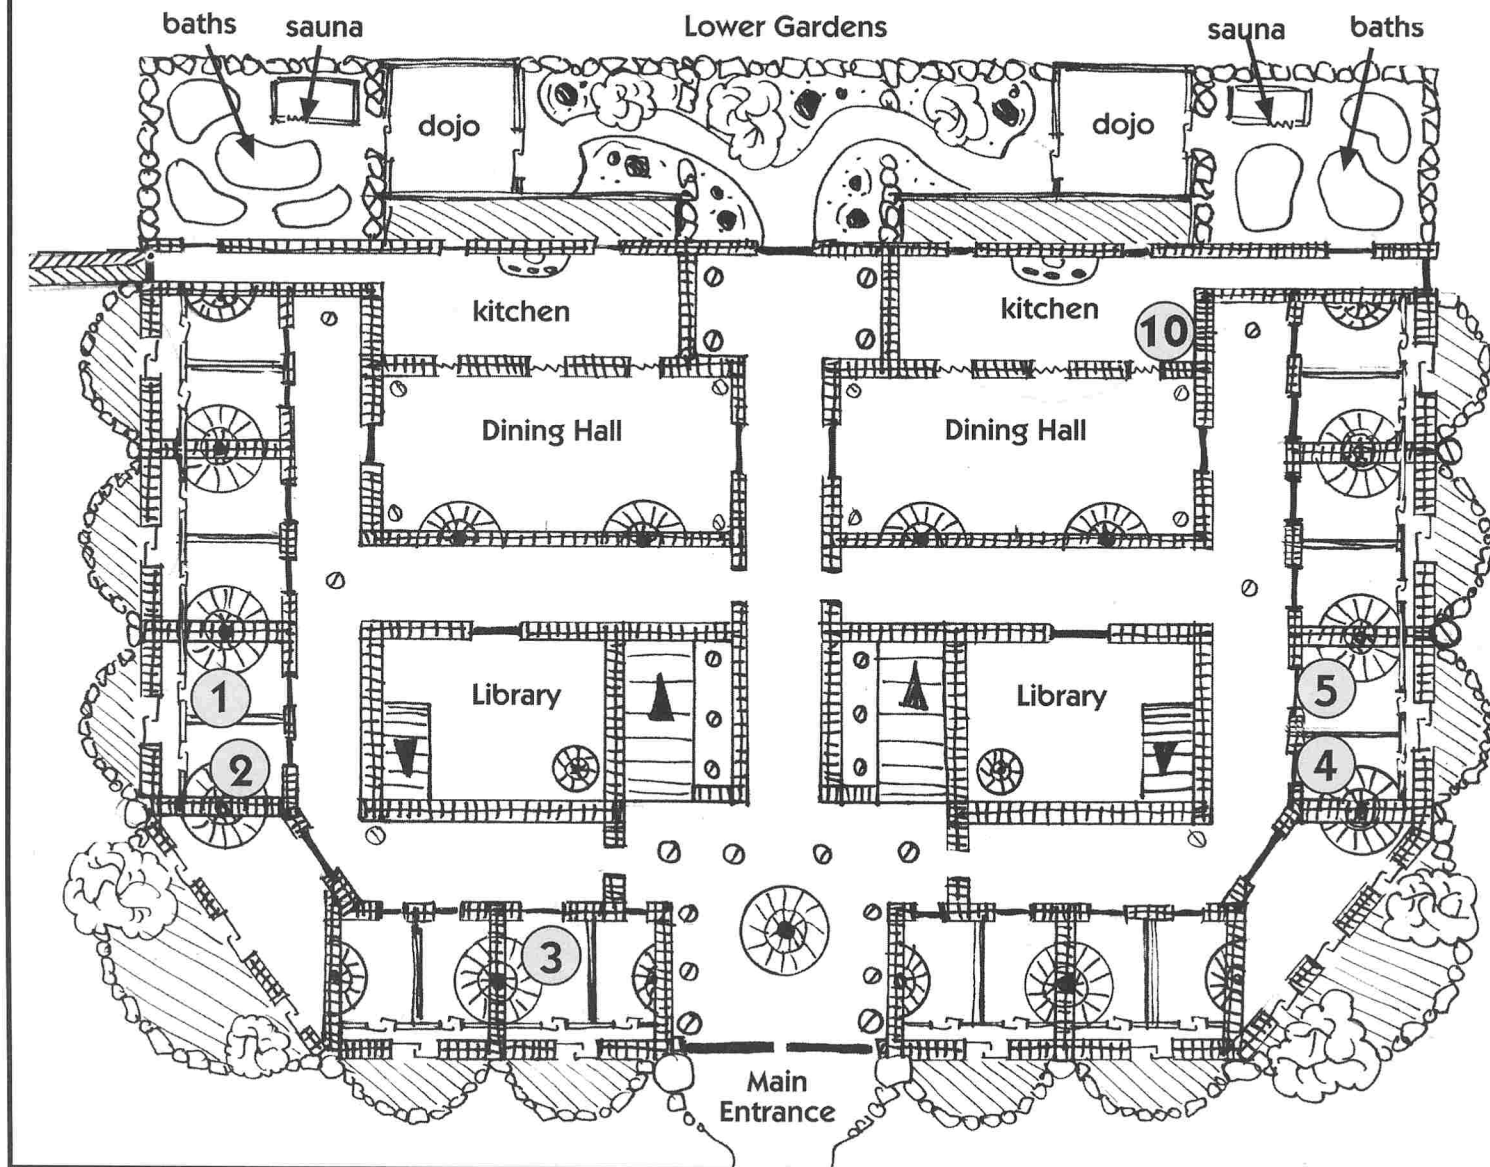 baths
sauna
Lower Gardens
sauna
baths
dojo
dojo
kitchen
kitchen
10
Dining Hall
Dining Hall
1
Library
Library
5
2
4
3
Main
Entrance